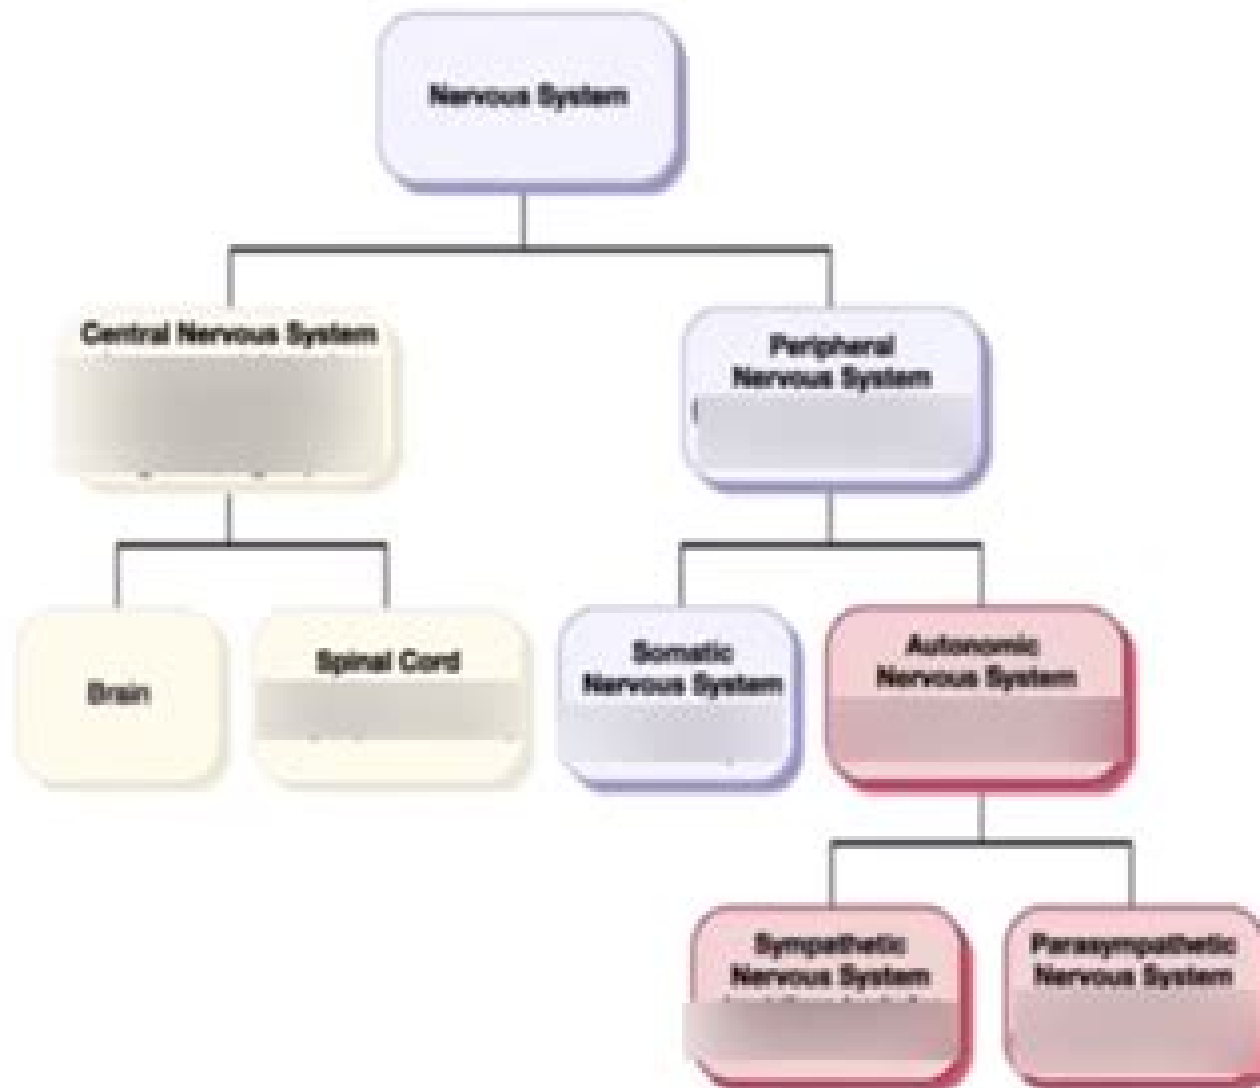 Nervous System
Central Nervous System
Peripheral
Nervous System
Brain
Spinal Cord
Somatic
Nervous System
Autonomic
Nervous System
Sympathetic
Nervous System
Parasympathetic
Nervous System